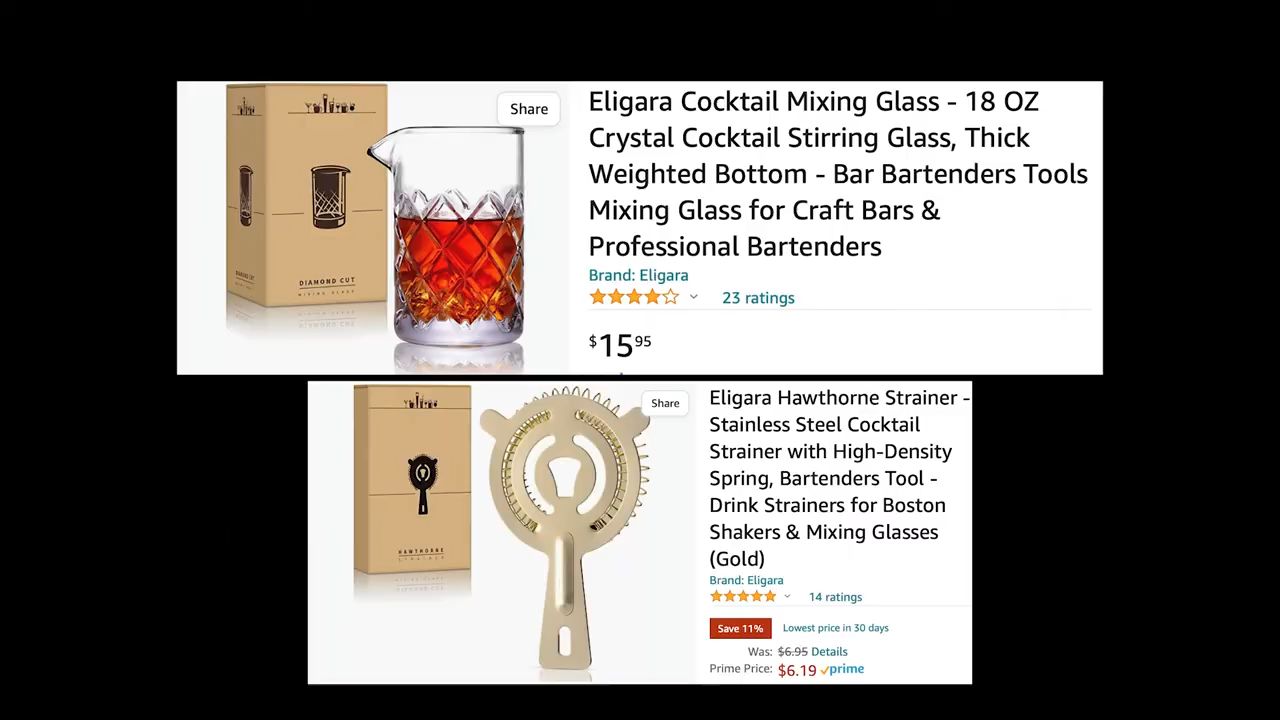 Share
DIAMOND CUT
MIXING GLASS
Eligara Cocktail Mixing Glass - 18 OZ
Crystal Cocktail Stirring Glass, Thick
Weighted Bottom - Bar Bartenders Tools
Mixing Glass for Craft Bars &
Professional Bartenders
Brand: Eligara
23 ratings
$15 95
Share
HAWTHORNE
STRAINER
Eligara Hawthorne Strainer -
Stainless Steel Cocktail
Strainer with High-Density
Spring, Bartenders Tool -
Drink Strainers for Boston
Shakers & Mixing Glasses
(Gold)
Brand: Eligara
14 ratings
Save 11% Lowest price in 30 days
Was: $6.95 Details
Prime Price: $6.19 prime